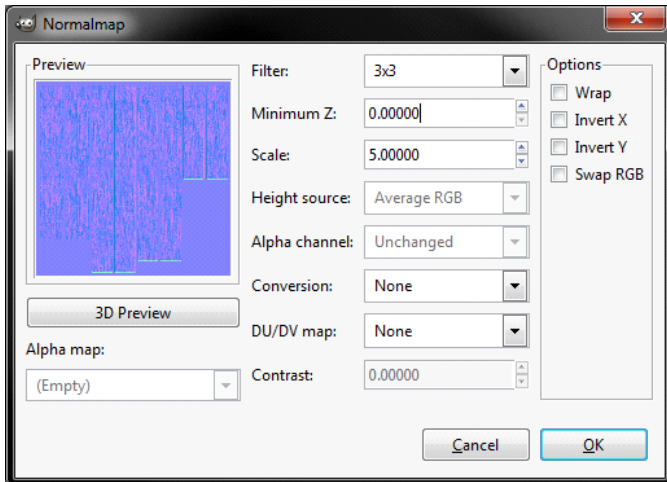 Normalmap
Preview
3D Preview
Alpha map:
(Empty)
Filter: 3x3
Minimum Z: 0.00000
Scale: 5.00000
Height source: Average RGB
Alpha channel: Unchanged
Conversion: None
DU/DV map: None
Contrast: 0.00000
Options
Wrap
Invert X
Invert Y
Swap RGB
Cancel
OK